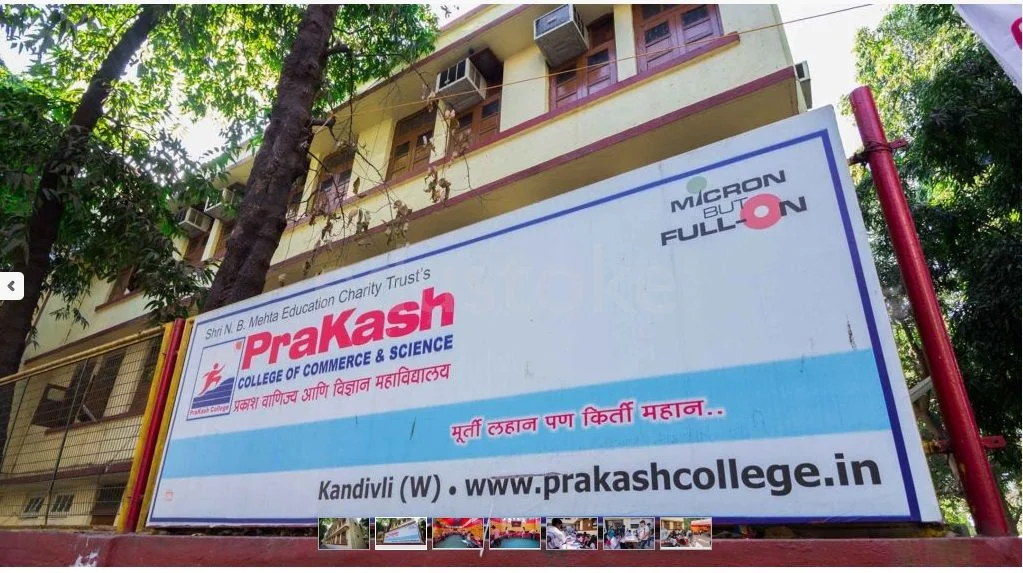 MICRON
BUT
FULL-ON
Shri N. B. Mehta Education Charity Trust's
PraKash
COLLEGE OF COMMERCE & SCIENCE
प्रकाश वाणिज्य आणि विज्ञान महाविद्यालय
PraKash College
मूर्ती लहान पण किर्ती महान..
Kandivli (W) • www.prakashcollege.in